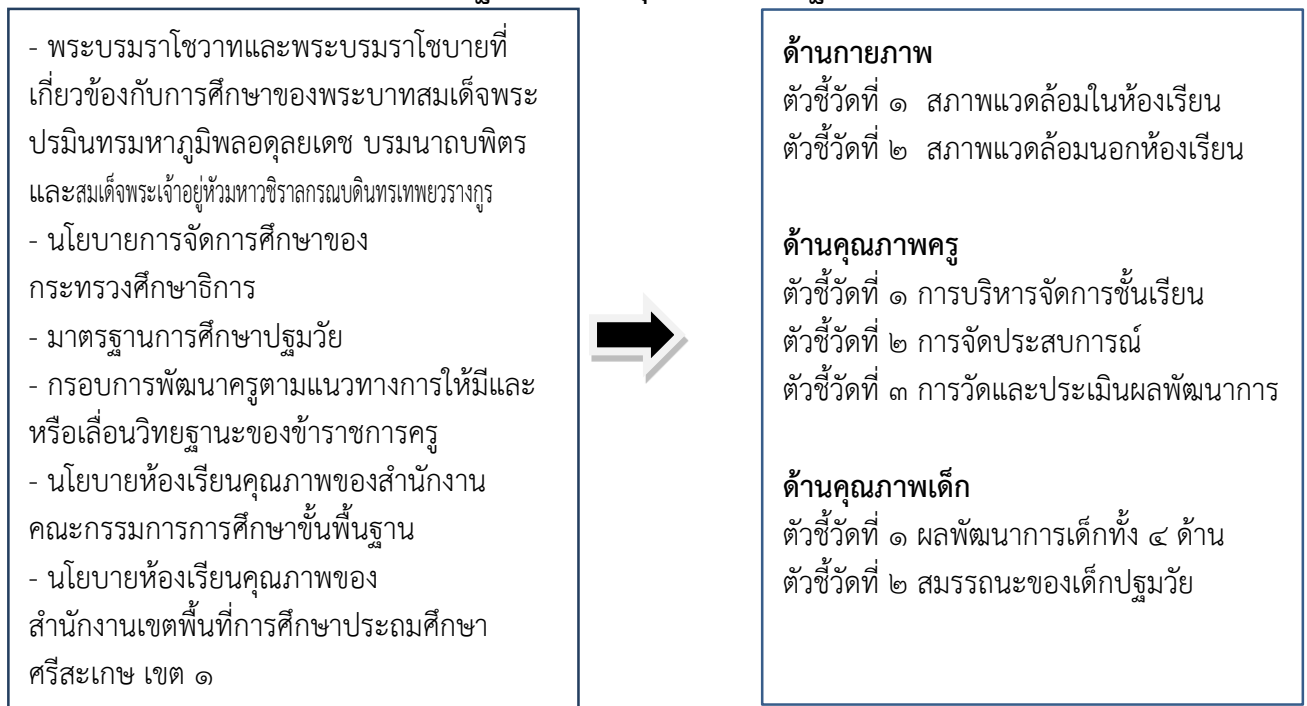 - พระบรมราโชวาทและพระบรมราโชบายที่
เกี่ยวข้องกับการศึกษาของพระบาทสมเด็จพระ
ปรมินทรมหาภูมิพลอดุลยเดช บรมนาถบพิตร
และสมเด็จพระเจ้าอยู่หัวมหาวชิราลกรณบดินทรเทพยวรางกูร
- นโยบายการจัดการศึกษาของ
กระทรวงศึกษาธิการ
- มาตรฐานการศึกษาปฐมวัย
- กรอบการพัฒนาครูตามแนวทางการให้มีและ
หรือเลื่อนวิทยฐานะของข้าราชการครู
- นโยบายห้องเรียนคุณภาพของสำนักงาน
คณะกรรมการการศึกษาขั้นพื้นฐาน
- นโยบายห้องเรียนคุณภาพของ
สำนักงานเขตพื้นที่การศึกษาประถมศึกษา
ศรีสะเกษ เขต ๑
ด้านกายภาพ
ตัวชี้วัดที่ ๑ สภาพแวดล้อมในห้องเรียน
ตัวชี้วัดที่ ๒ สภาพแวดล้อมนอกห้องเรียน
ด้านคุณภาพครู
ตัวชี้วัดที่ ๑ การบริหารจัดการชั้นเรียน
ตัวชี้วัดที่ ๒ การจัดประสบการณ์
ตัวชี้วัดที่ ๓ การวัดและประเมินผลพัฒนาการ
ด้านคุณภาพเด็ก
ตัวชี้วัดที่ ๑ ผลพัฒนาการเด็กทั้ง ๔ ด้าน
ตัวชี้วัดที่ ๒ สมรรถนะของเด็กปฐมวัย